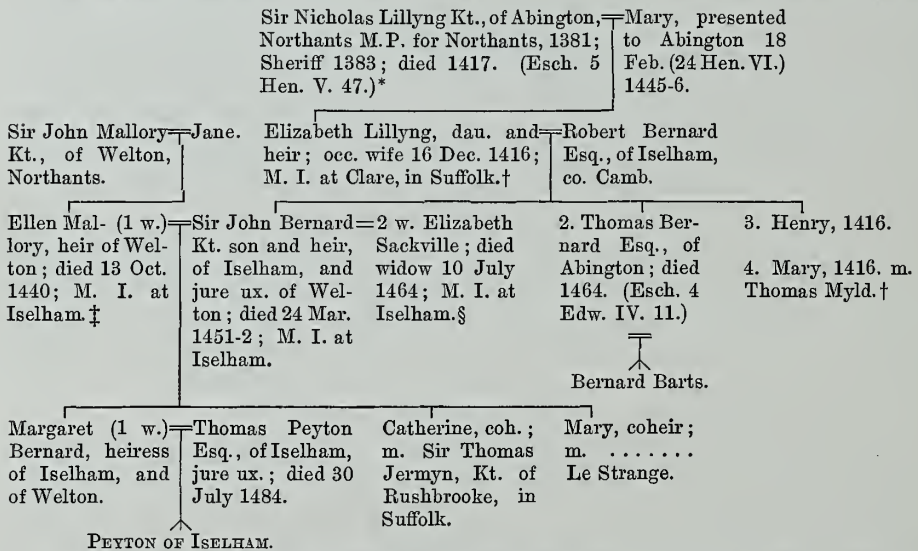 Sir Nicholas Lillyng Kt., of Abington,
Northants M.P. for Northants, 1381;
Sheriff 1383; died 1417. (Esch. 5
Hen. V. 47.)*
Mary, presented
to Abington 18
Feb. (24 Hen. VI.)
1445-6.
Sir John Mallory
Kt., of Welton,
Northants.
Jane.
Elizabeth Lillyng, dau. and
heir; occ. wife 16 Dec. 1416;
M. I. at Clare, in Suffolk.†
Robert Bernard
Esq., of Iselham,
co. Camb.
Ellen Mal- (1 w.)
lory, heir of Wel-
ton; died 13 Oct.
1440; M. I. at
Iselham.‡
Sir John Bernard
Kt. son and heir,
of Iselham, and
jure ux. of Wel-
ton; died 24 Mar.
1451-2; M. I. at
Iselham.
2 w. Elizabeth
Sackville; died
widow 10 July
1464; M. I. at
Iselham.§
2. Thomas Ber-
nard Esq., of
Abington; died
1464. (Esch. 4
Edw. IV. 11.)
Bernard Barts.
3. Henry, 1416.
4. Mary, 1416. m.
Thomas Myld.†
Margaret (1 w.)
Bernard, heiress
of Iselham, and
of Welton.
Thomas Peyton
Esq., of Iselham,
jure ux.; died 30
July 1484.
Catherine, coh.;
m. Sir Thomas
Jermyn, Kt. of
Rushbrooke, in
Suffolk.
Mary, coheir;
m. . . . . . . .
Le Strange.
PEYTON OF ISELHAM.